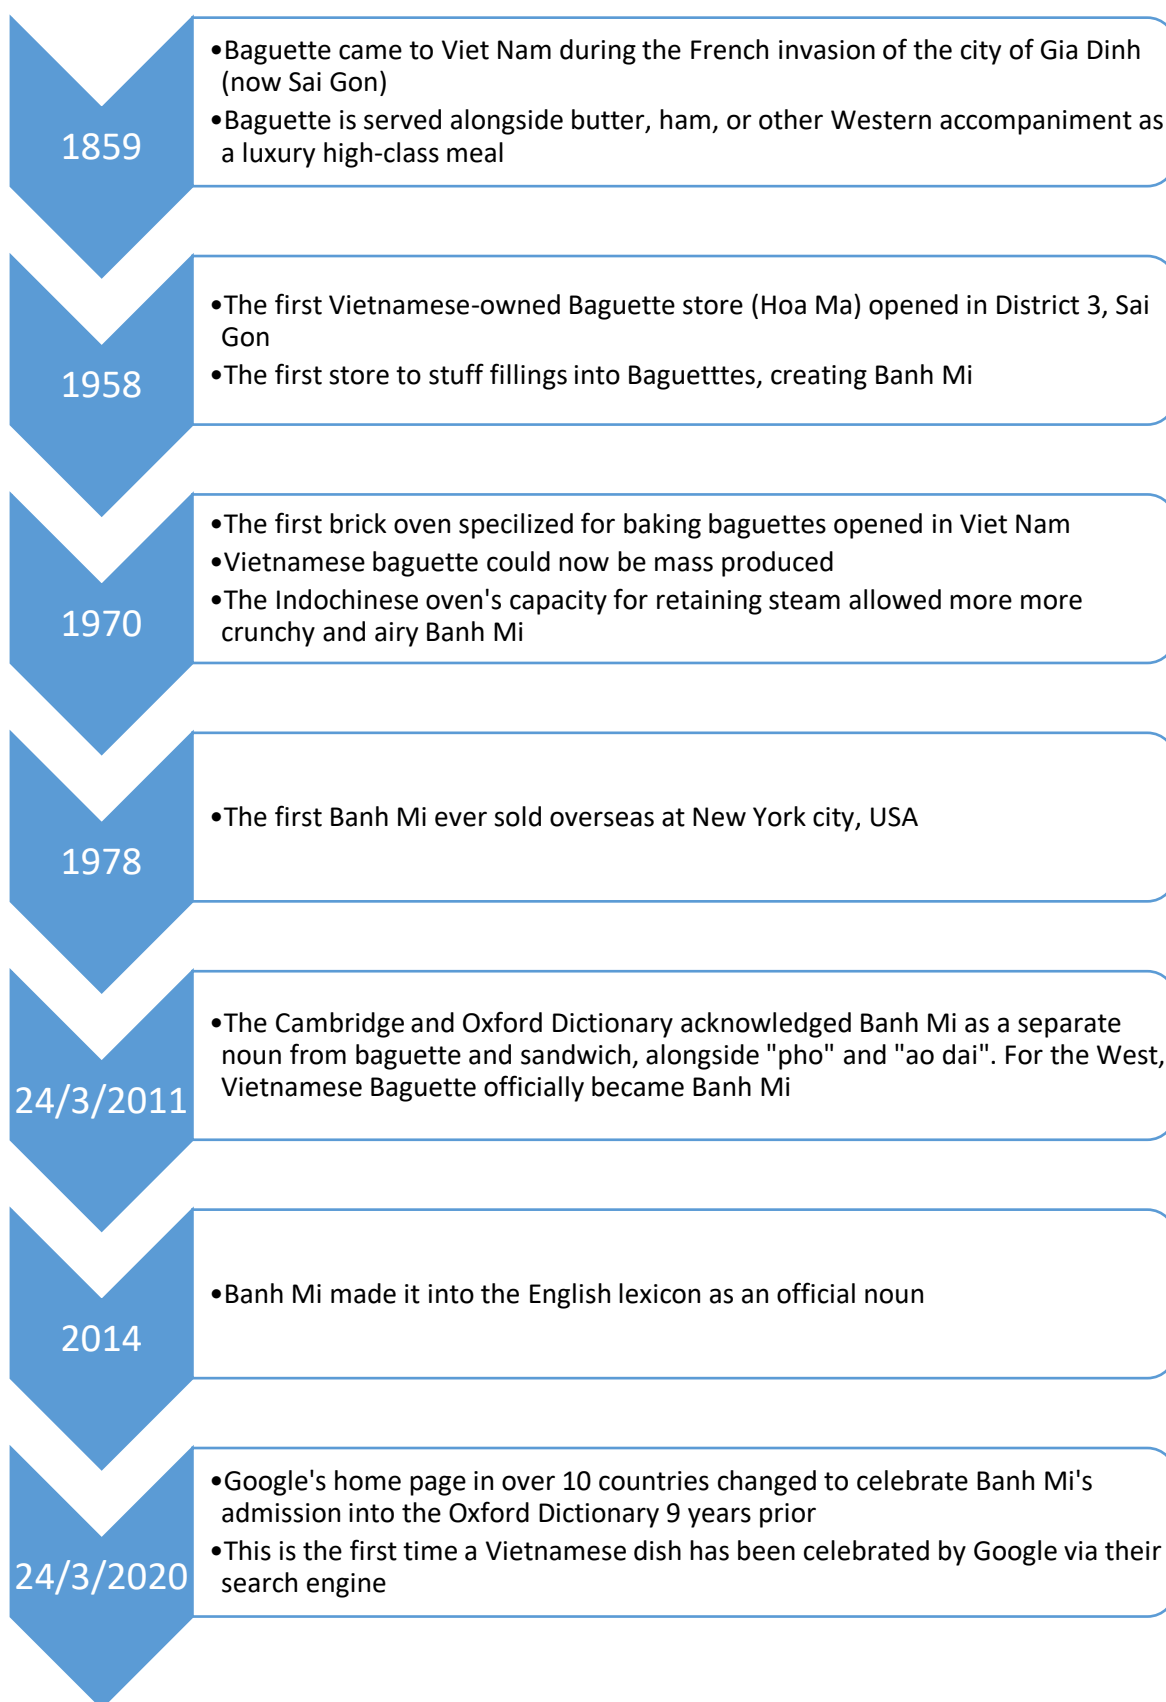 1859
•Baguette came to Viet Nam during the French invasion of the city of Gia Dinh
(now Sai Gon)
•Baguette is served alongside butter, ham, or other Western accompaniment as
a luxury high-class meal
1958
•The first Vietnamese-owned Baguette store (Hoa Ma) opened in District 3, Sai
Gon
•The first store to stuff fillings into Baguetttes, creating Banh Mi
1970
•The first brick oven specilized for baking baguettes opened in Viet Nam
•Vietnamese baguette could now be mass produced
•The Indochinese oven's capacity for retaining steam allowed more more
crunchy and airy Banh Mi
1978
•The first Banh Mi ever sold overseas at New York city, USA
24/3/2011
•The Cambridge and Oxford Dictionary acknowledged Banh Mi as a separate
noun from baguette and sandwich, alongside "pho" and "ao dai". For the West,
Vietnamese Baguette officially became Banh Mi
2014
•Banh Mi made it into the English lexicon as an official noun
24/3/2020
•Google's home page in over 10 countries changed to celebrate Banh Mi's
admission into the Oxford Dictionary 9 years prior
•This is the first time a Vietnamese dish has been celebrated by Google via their
search engine